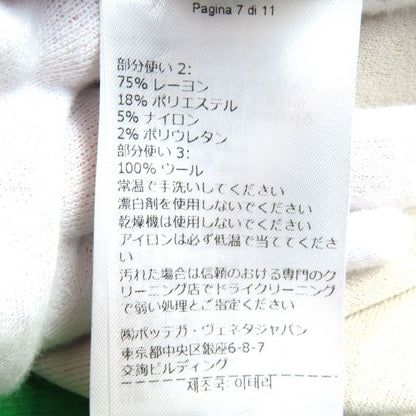 Pagina 7 di 11
部分使い 2:
75% レーヨン
18% ポリエステル
5% ナイロン
2% ポリウレタン
部分使い 3:
100% ウール
常温で手洗いしてください
漂白剤を使用しないでください
乾燥機は使用しないでください
アイロンは必ず低温で当ててくださ
い
汚れた場合は信頼のおける専門のク
リーニング店でドライクリーニング
で弱い処理とご指定ください
㈱ボッテガ・ヴェネタジャパン
東京都中央区銀座6-8-7
交詢ビルディング
제조국: 이태리